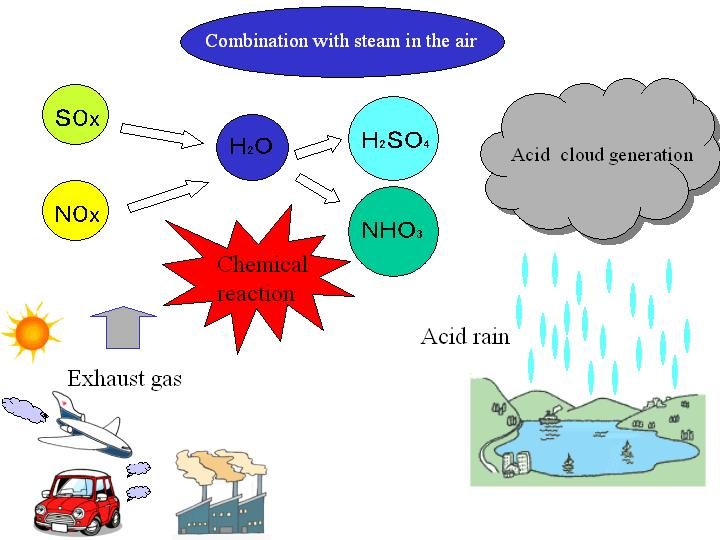 Combination with steam in the air
SOx
H₂O
H₂SO₄
Acid cloud generation
NOx
NHO₃
Chemical
reaction
Acid rain
Exhaust gas